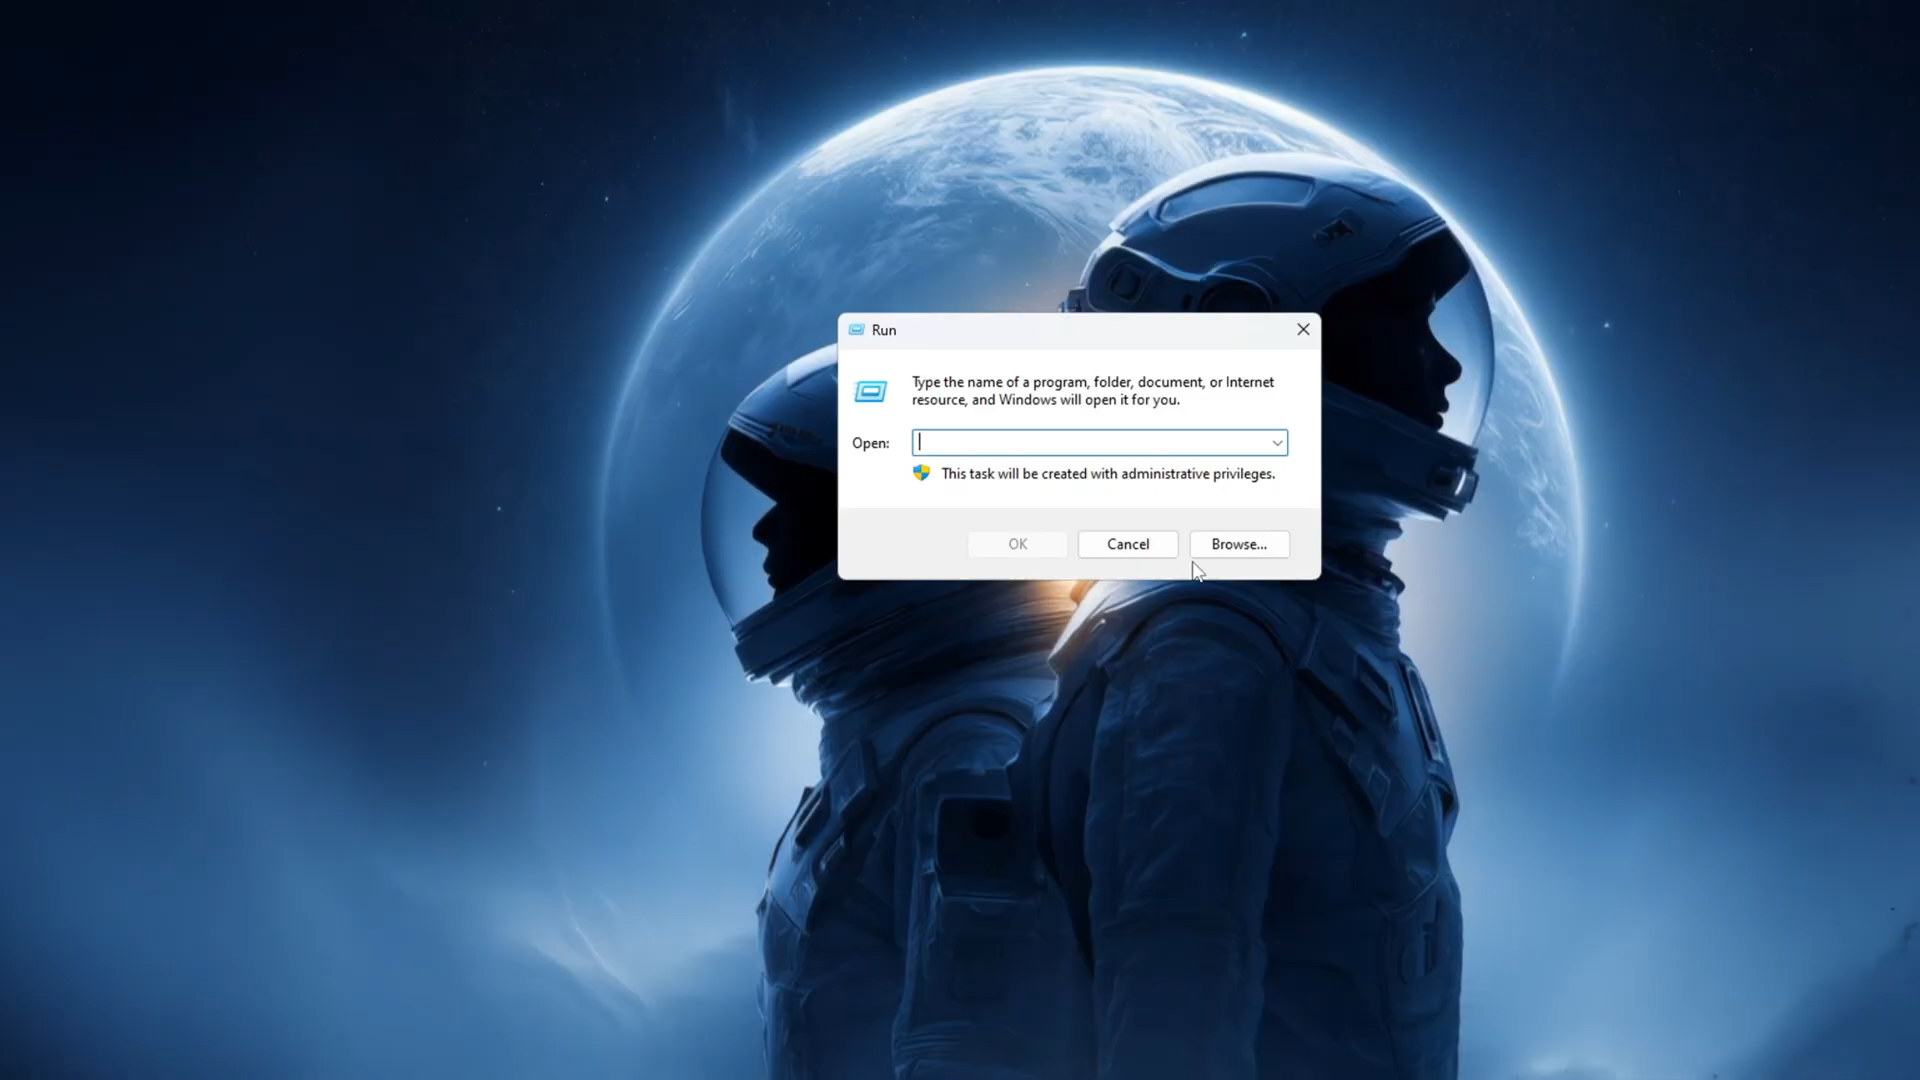 Run
Type the name of a program, folder, document, or Internet
resource, and Windows will open it for you.
Open:
This task will be created with administrative privileges.
OK
Cancel
Browse...